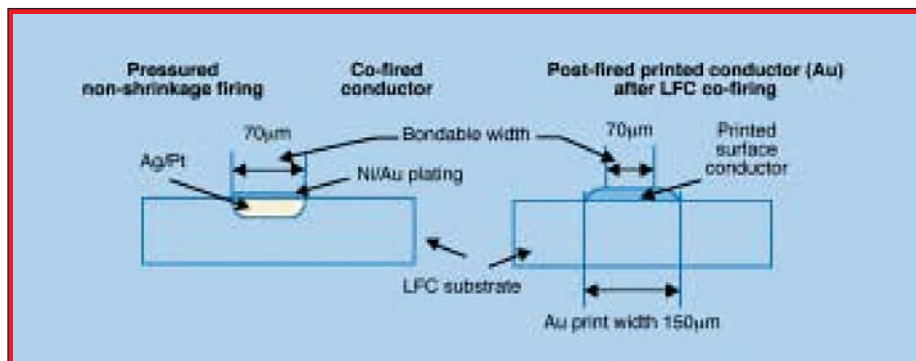 Pressured
non-shrinkage firing
Co-fired
conductor
Post-fired printed conductor (Au)
after LFC co-firing
70μm
Bondable width
70μm
Printed
surface
conductor
Ag/Pt
Ni/Au plating
LFC substrate
Au print width 150μm